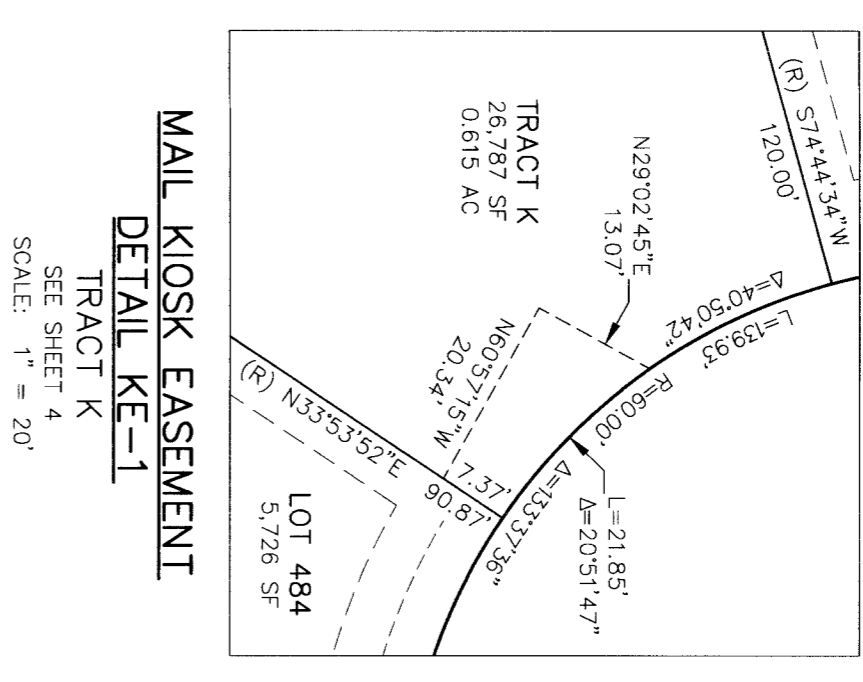 (R) S74°44'34"W
120.00'
TRACT K
26,787 SF
0.615 AC
N29°02'45"E
13.07'
Δ=40°50'42"
L=139.93'
R=60.00'
Δ=133°37'36"
L=21.85'
Δ=20°51'47"
N60°57'15"W
20.34'
7.37'
(R) N33°53'52"E
90.87'
LOT 484
5,726 SF
MAIL KIOSK EASEMENT
DETAIL KE-1
TRACT K
SEE SHEET 4
SCALE: 1" = 20'